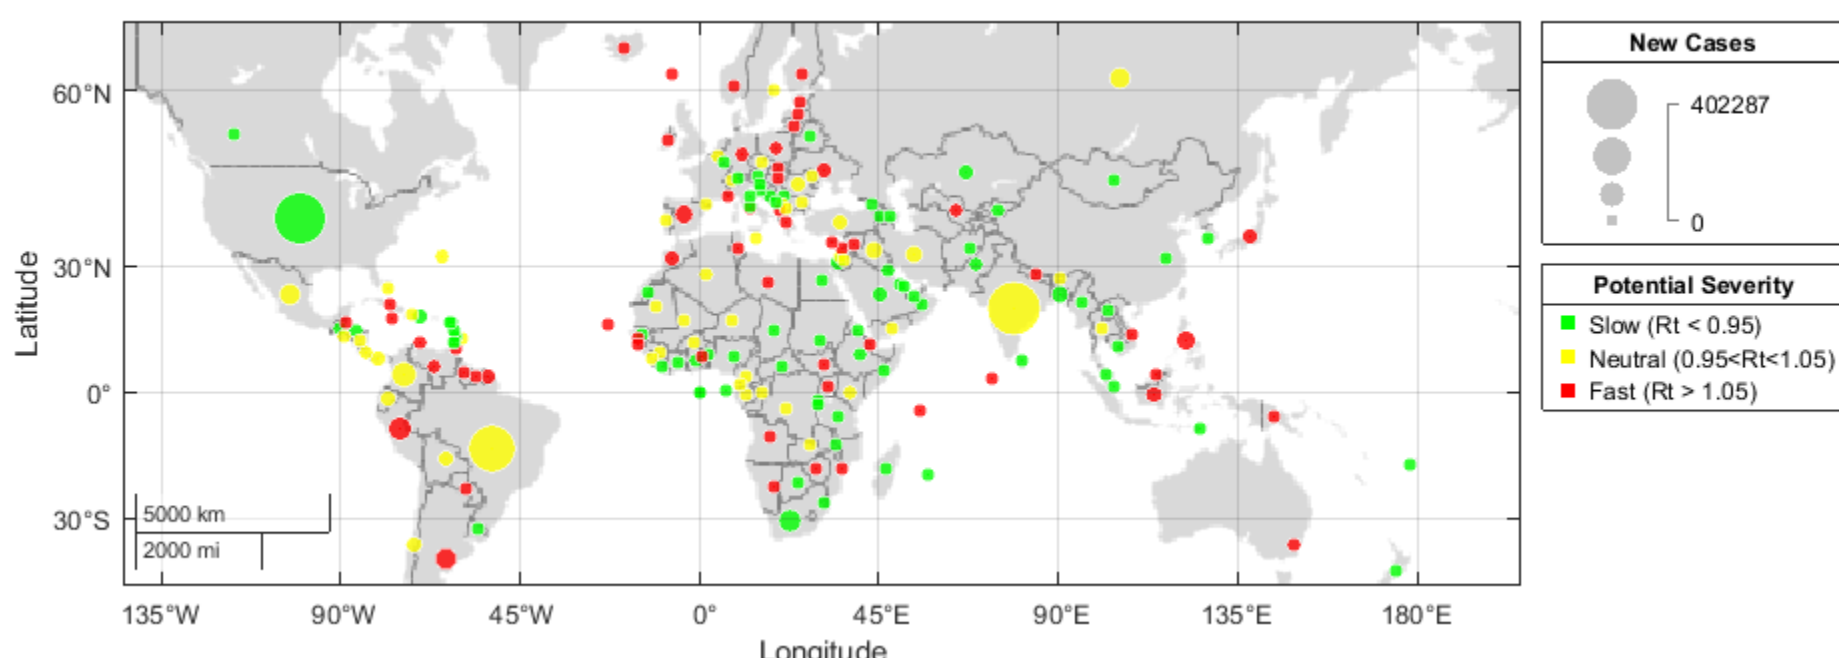 Latitude
60°N
30°N
0°
30°S
5000 km
2000 mi
135°W
90°W
45°W
0°
45°E
90°E
135°E
180°E
Longitude
New Cases
402287
0
Potential Severity
Slow (Rt < 0.95)
Neutral (0.95<Rt<1.05)
Fast (Rt > 1.05)